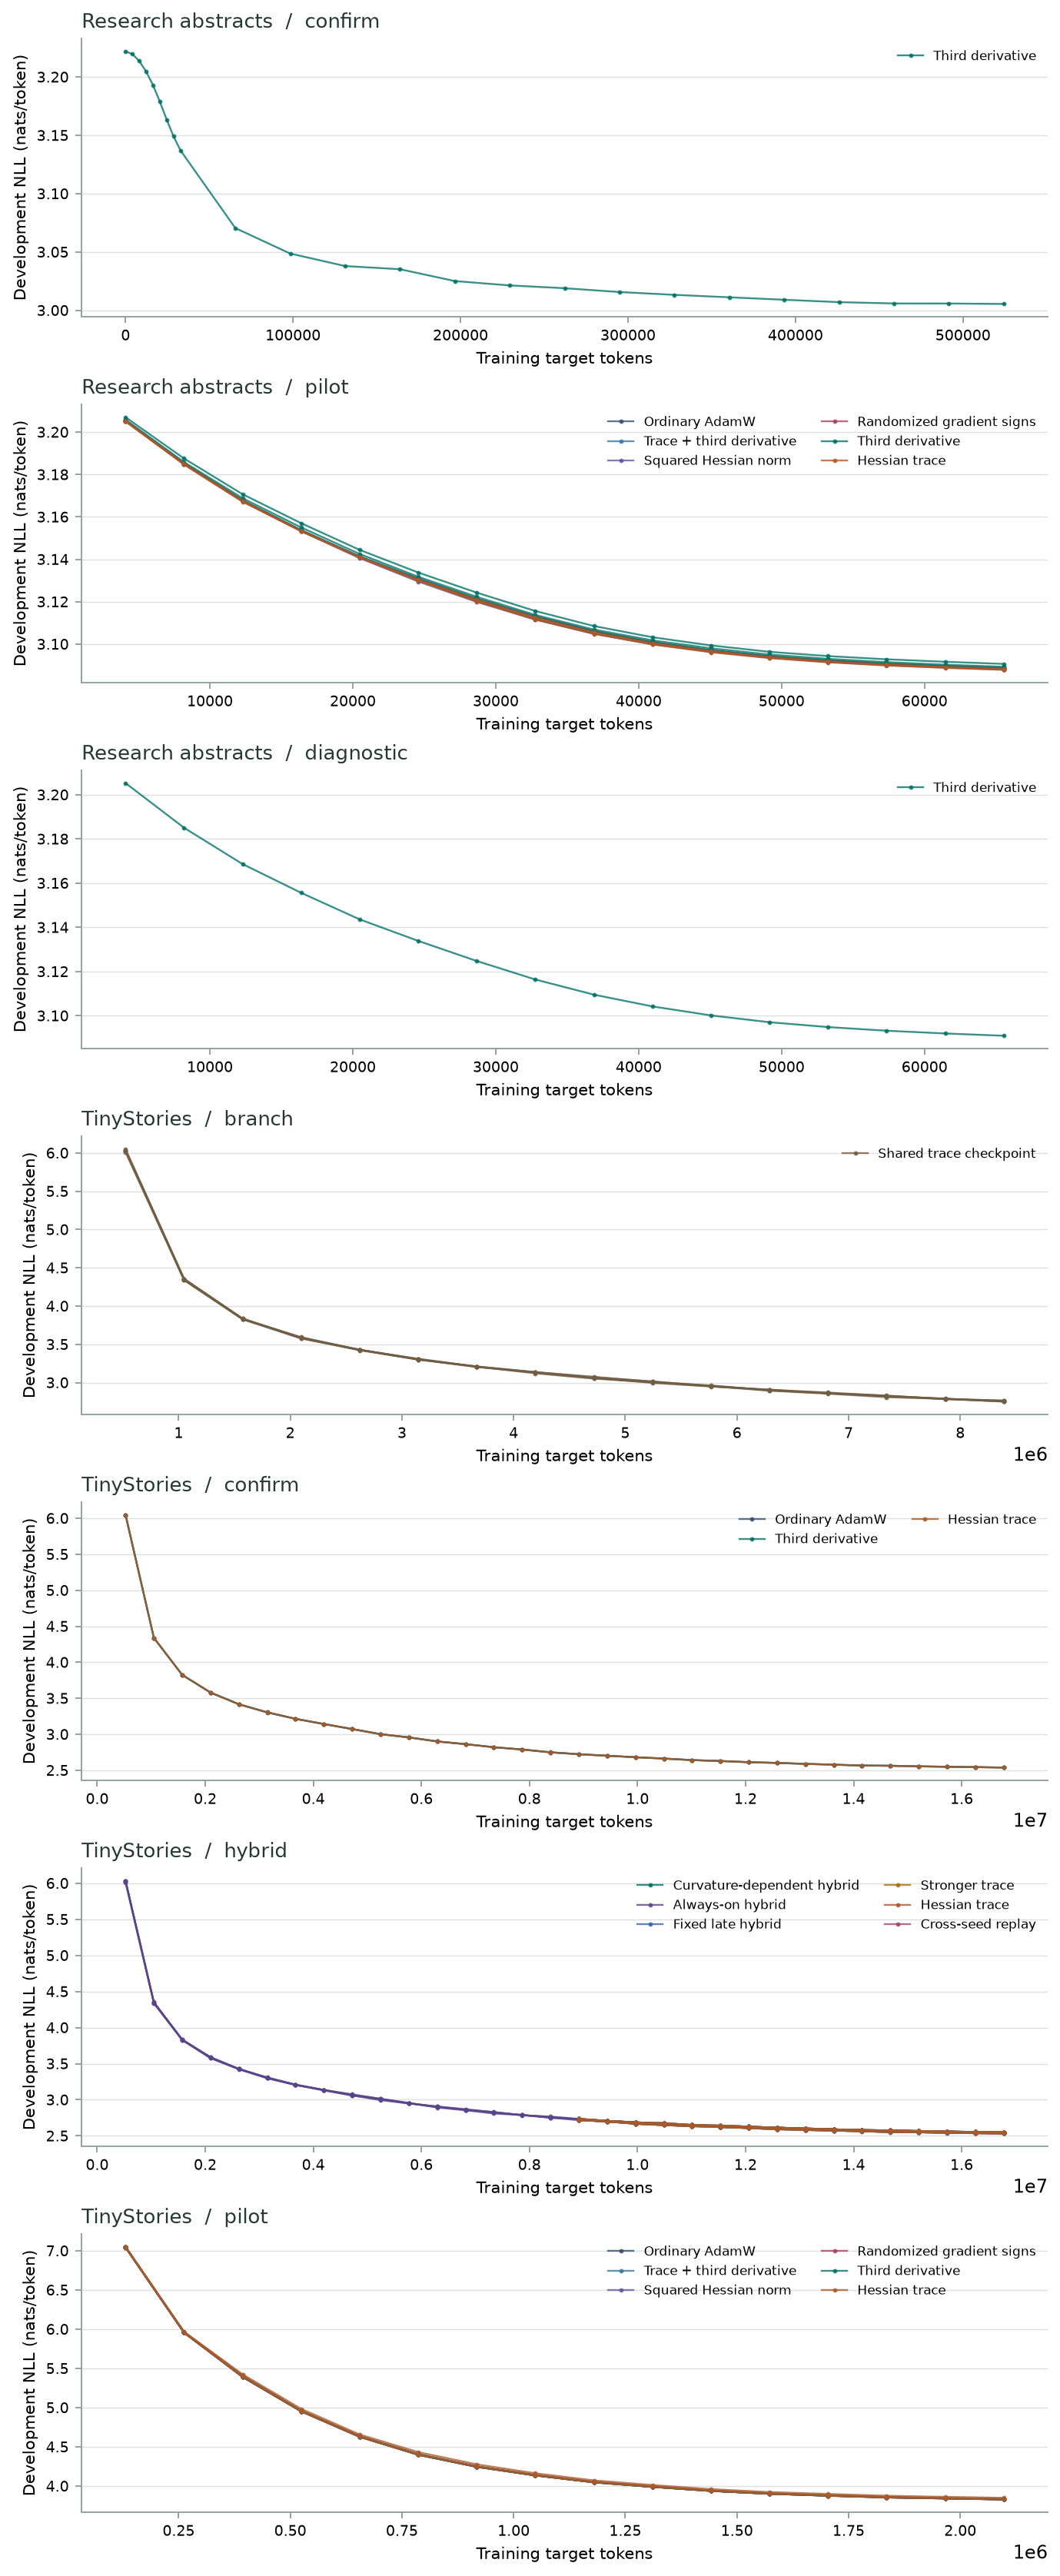 Research abstracts / confirm
Development NLL (nats/token)
3.20
3.15
3.10
3.05
3.00
Third derivative
0 100000 200000 300000 400000 500000
Training target tokens
Research abstracts / pilot
Development NLL (nats/token)
3.20
3.18
3.16
3.14
3.12
3.10
Ordinary AdamW Randomized gradient signs
Trace + third derivative Third derivative
Squared Hessian norm Hessian trace
10000 20000 30000 40000 50000 60000
Training target tokens
Research abstracts / diagnostic
Development NLL (nats/token)
3.20
3.18
3.16
3.14
3.12
3.10
Third derivative
10000 20000 30000 40000 50000 60000
Training target tokens
TinyStories / branch
Development NLL (nats/token)
6.0
5.5
5.0
4.5
4.0
3.5
3.0
Shared trace checkpoint
1 2 3 4 5 6 7 8
Training target tokens
1e6
TinyStories / confirm
Development NLL (nats/token)
6.0
5.5
5.0
4.5
4.0
3.5
3.0
2.5
Ordinary AdamW Hessian trace
Third derivative
0.0 0.2 0.4 0.6 0.8 1.0 1.2 1.4 1.6
Training target tokens
1e7
TinyStories / hybrid
Development NLL (nats/token)
6.0
5.5
5.0
4.5
4.0
3.5
3.0
2.5
Curvature-dependent hybrid Stronger trace
Always-on hybrid Hessian trace
Fixed late hybrid Cross-seed replay
0.0 0.2 0.4 0.6 0.8 1.0 1.2 1.4 1.6
Training target tokens
1e7
TinyStories / pilot
Development NLL (nats/token)
7.0
6.5
6.0
5.5
5.0
4.5
4.0
Ordinary AdamW Randomized gradient signs
Trace + third derivative Third derivative
Squared Hessian norm Hessian trace
0.25 0.50 0.75 1.00 1.25 1.50 1.75 2.00
Training target tokens
1e6